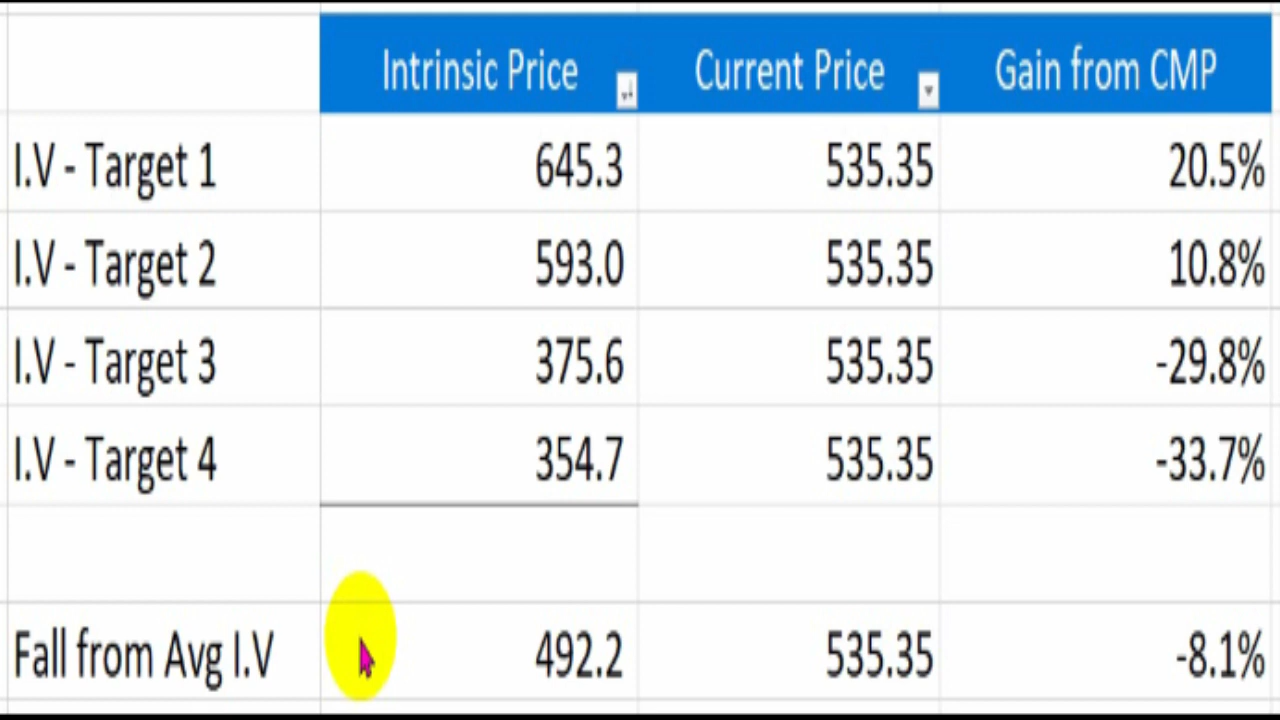 Intrinsic Price Current Price Gain from CMP
I.V - Target 1 645.3 535.35 20.5%
I.V - Target 2 593.0 535.35 10.8%
I.V - Target 3 375.6 535.35 -29.8%
I.V - Target 4 354.7 535.35 -33.7%
Fall from Avg I.V 492.2 535.35 -8.1%